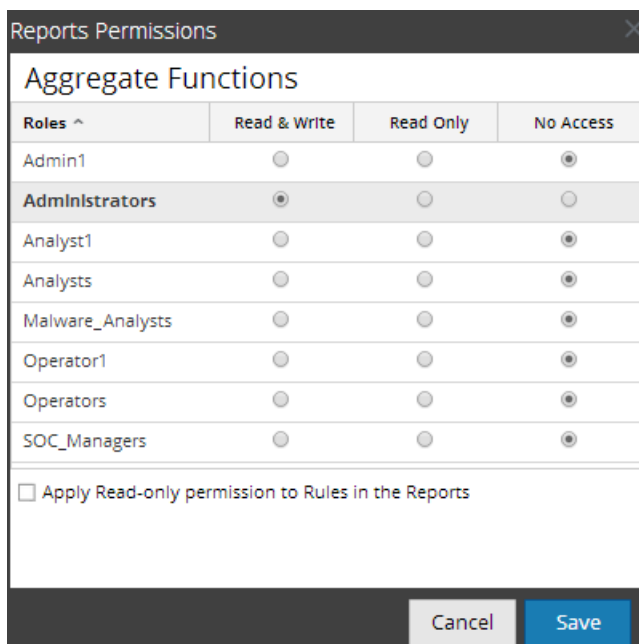 Reports Permissions
Aggregate Functions
Roles Read & Write Read Only No Access
Admin1
Administrators
Analyst1
Analysts
Malware_Analysts
Operator1
Operators
SOC_Managers
Apply Read-only permission to Rules in the Reports
Cancel Save